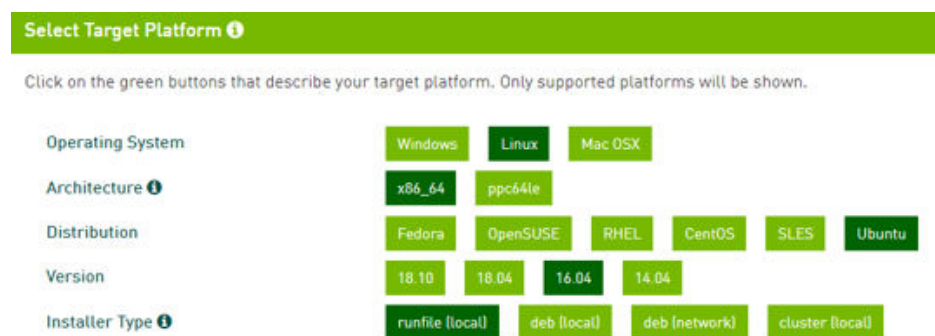 Select Target Platform
Click on the green buttons that describe your target platform. Only supported platforms will be shown.
Operating System Windows Linux Mac OSX
Architecture x86_64 ppc64le
Distribution Fedora OpenSUSE RHEL CentOS SLES Ubuntu
Version 18.10 18.04 16.04 14.04
Installer Type runfile (local) deb (local) deb (network) cluster (local)